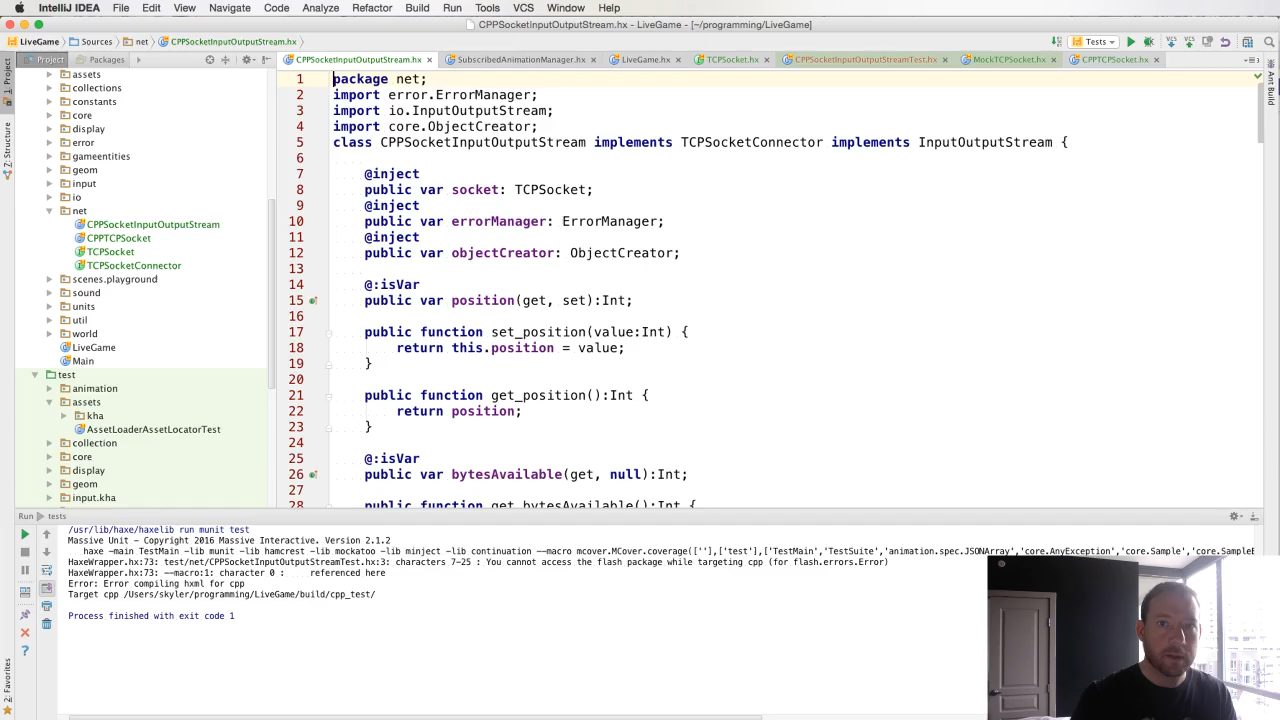 IntelliJ IDEA File Edit View Navigate Code Analyze Refactor Build Run Tools VCS Window Help
CPPSocketInputOutputStream.hx - LiveGame - [~/programming/LiveGame]
LiveGame Sources net CPPSocketInputOutputStream.hx Tests
Project Packages
CPPSocketInputOutputStream.hx SubscribedAnimationManager.hx LiveGame.hx TCPSocket.hx CPPSocketInputOutputStreamTest.hx MockTCPSocket.hx CPPTCPSocket.hx
1: Project
7: Structure
2: Favorites
Ant Build
assets
collections
constants
core
display
error
gameentities
geom
input
io
net
CPPSocketInputOutputStream
CPPTCPSocket
TCPSocket
TCPSocketConnector
scenes.playground
sound
units
util
world
LiveGame
Main
test
animation
assets
kha
AssetLoaderAssetLocatorTest
collection
core
display
geom
input.kha
1 package net;
2 import error.ErrorManager;
3 import io.InputOutputStream;
4 import core.ObjectCreator;
5 class CPPSocketInputOutputStream implements TCPSocketConnector implements InputOutputStream {
6
7 @inject
8 public var socket: TCPSocket;
9 @inject
10 public var errorManager: ErrorManager;
11 @inject
12 public var objectCreator: ObjectCreator;
13
14 @:isVar
15 public var position(get, set):Int;
16
17 public function set_position(value:Int) {
18 return this.position = value;
19 }
20
21 public function get_position():Int {
22 return position;
23 }
24
25 @:isVar
26 public var bytesAvailable(get, null):Int;
27
28 public function get_bytesAvailable():Int {
Run tests
/usr/lib/haxe/haxelib run munit test
Massive Unit - Copyright 2016 Massive Interactive. Version 2.1.2
haxe -main TestMain -lib munit -lib hamcrest -lib mockatoo -lib minject -lib continuation --macro mcover.MCover.coverage([''],['test'],['TestMain','TestSuite','animation.spec.JSONArray','core.AnyException','core.Sample','core.SampleE
HaxeWrapper.hx:73: test/net/CPPSocketInputOutputStreamTest.hx:3: characters 7-25 : You cannot access the flash package while targeting cpp (for flash.errors.Error)
HaxeWrapper.hx:73: --macro:1: character 0 : referenced here
Error: Error compiling hxml for cpp
Target cpp /Users/skyler/programming/LiveGame/build/cpp_test/
Process finished with exit code 1